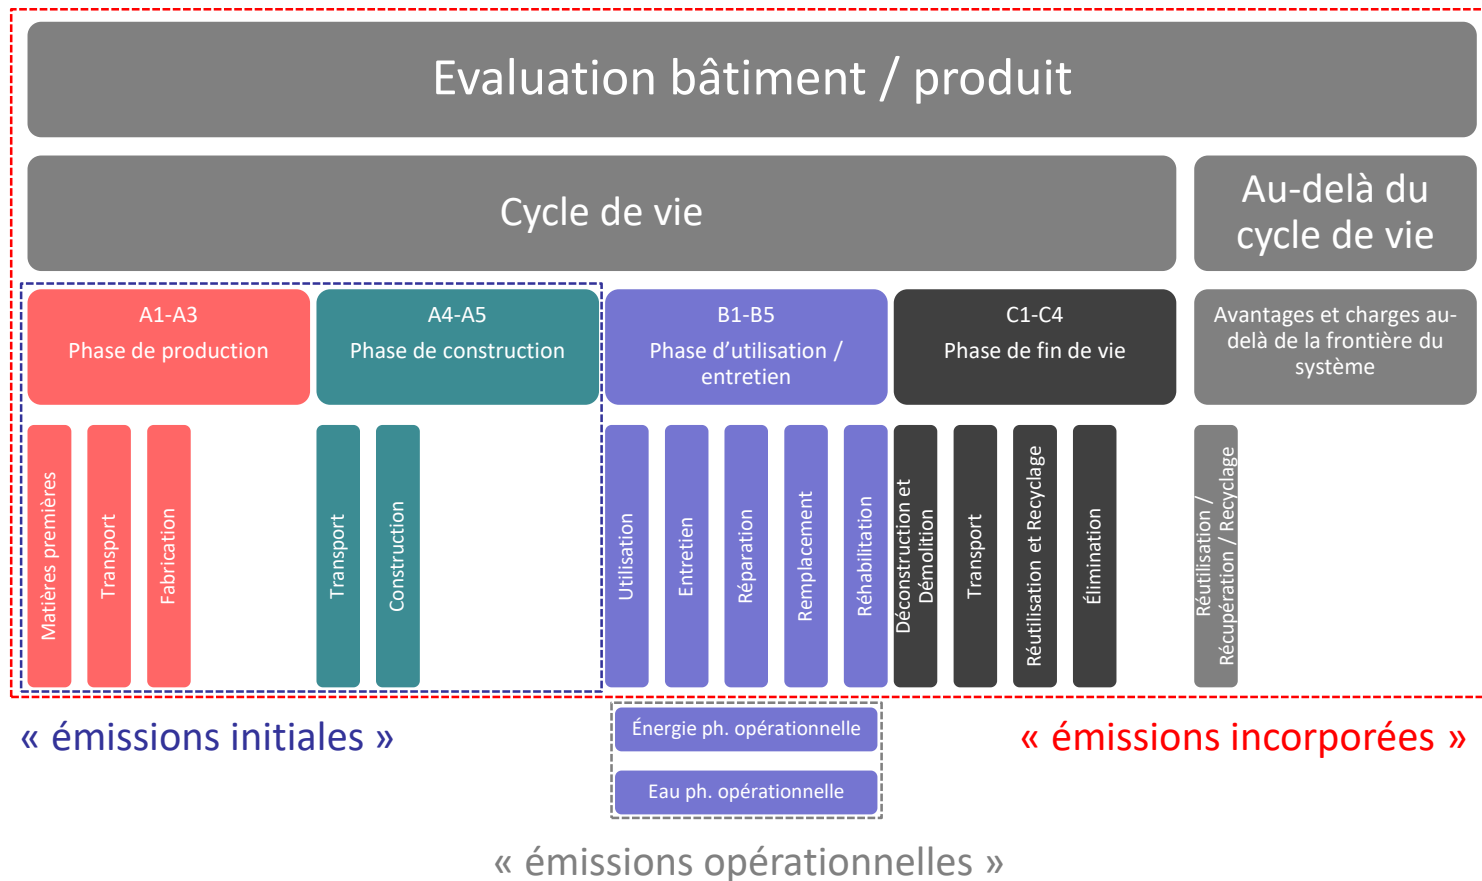 Evaluation bâtiment / produit
Cycle de vie
Au-delà du
cycle de vie
A1-A3
Phase de production
A4-A5
Phase de construction
B1-B5
Phase d’utilisation /
entretien
C1-C4
Phase de fin de vie
Avantages et charges au-
delà de la frontière du
système
Matières premières
Transport
Fabrication
Transport
Construction
Utilisation
Entretien
Réparation
Remplacement
Réhabilitation
Déconstruction et
Démolition
Transport
Réutilisation et Recyclage
Élimination
Réutilisation /
Récupération / Recyclage
« émissions initiales »
Énergie ph. opérationnelle
« émissions incorporées »
Eau ph. opérationnelle
« émissions opérationnelles »